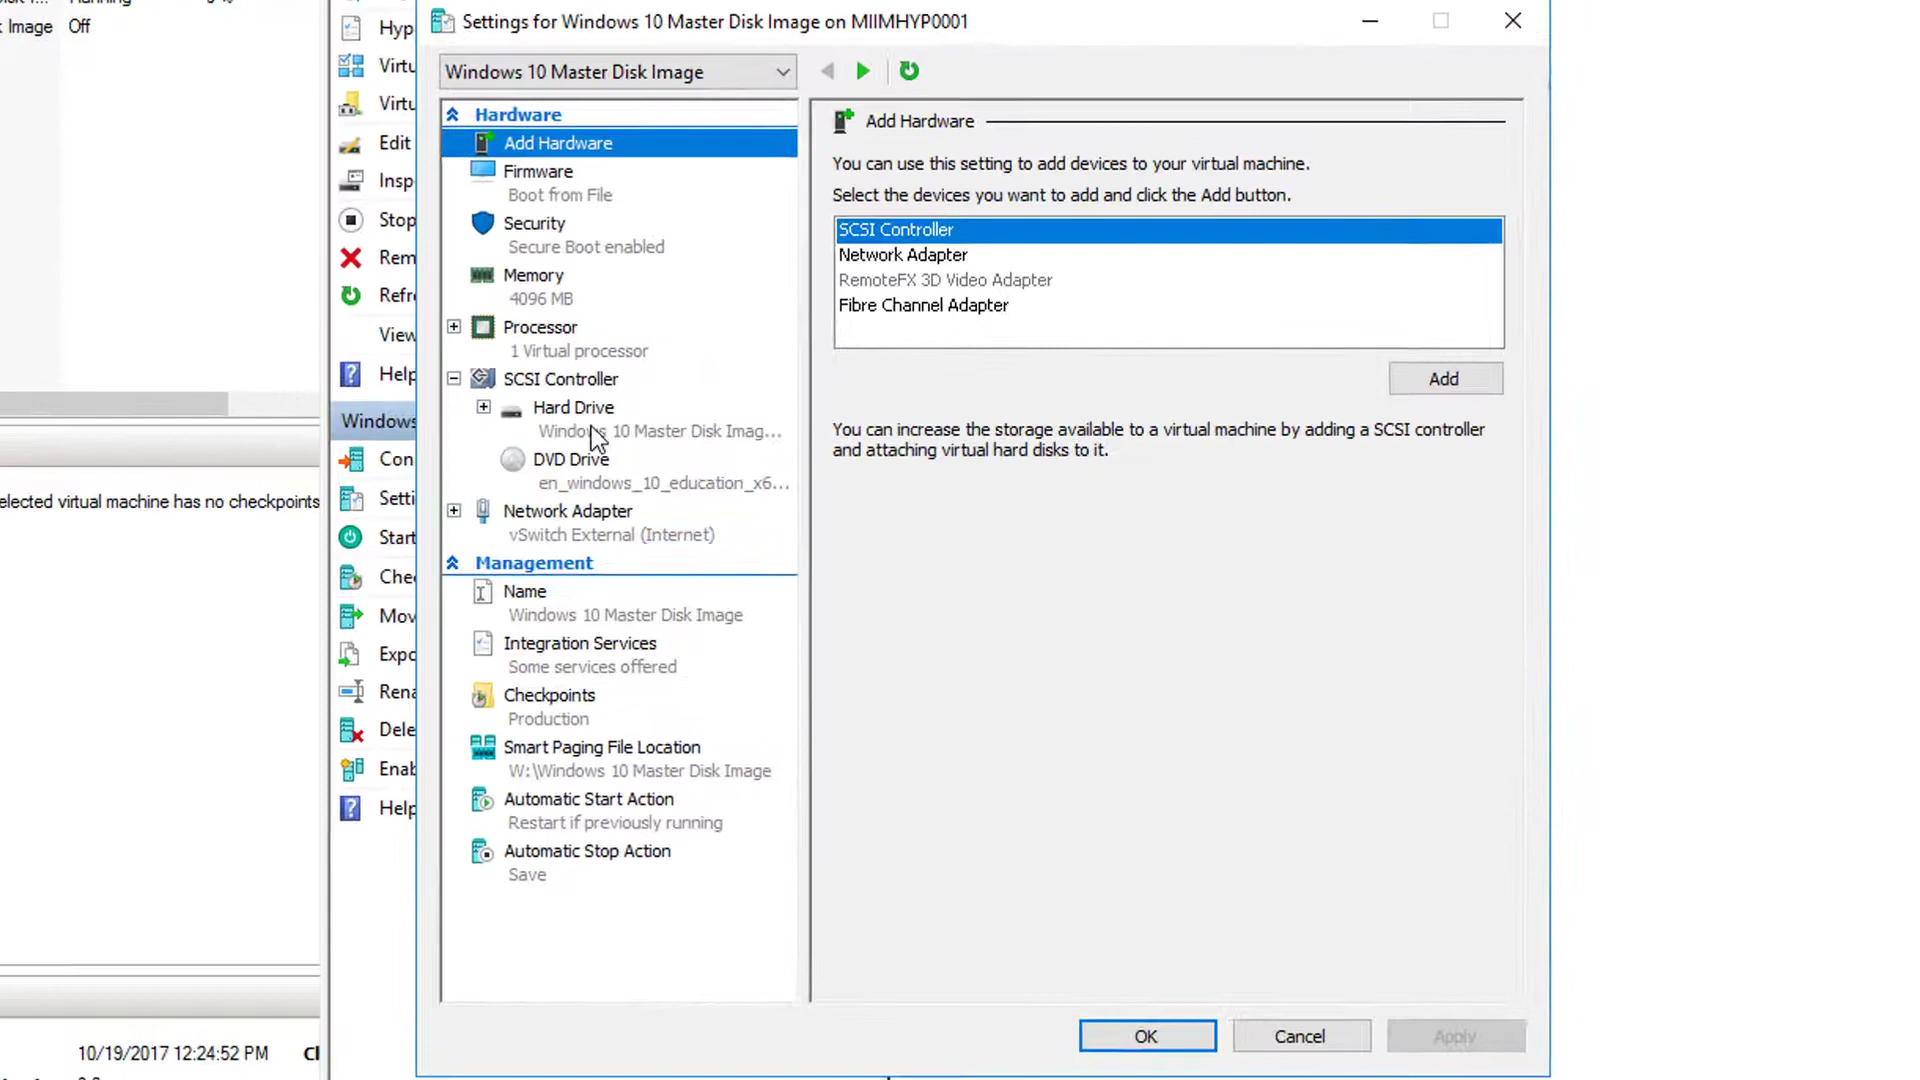 k Image Off
Hyp
Virtu
Virtu
Edit
Insp
Stop
Rem
Refr
View
Help
Windows
Con
elected virtual machine has no checkpoints
Setti
Start
Chec
Mov
Expo
Rena
Dele
Enab
Help
10/19/2017 12:24:52 PM Cl
Settings for Windows 10 Master Disk Image on MIIMHYP0001
Windows 10 Master Disk Image
Hardware
Add Hardware
Firmware
Boot from File
Security
Secure Boot enabled
Memory
4096 MB
Processor
1 Virtual processor
SCSI Controller
Hard Drive
Windows 10 Master Disk Imag...
DVD Drive
en_windows_10_education_x6...
Network Adapter
vSwitch External (Internet)
Management
Name
Windows 10 Master Disk Image
Integration Services
Some services offered
Checkpoints
Production
Smart Paging File Location
W:\Windows 10 Master Disk Image
Automatic Start Action
Restart if previously running
Automatic Stop Action
Save
Add Hardware
You can use this setting to add devices to your virtual machine.
Select the devices you want to add and click the Add button.
SCSI Controller
Network Adapter
RemoteFX 3D Video Adapter
Fibre Channel Adapter
Add
You can increase the storage available to a virtual machine by adding a SCSI controller
and attaching virtual hard disks to it.
OK Cancel Apply